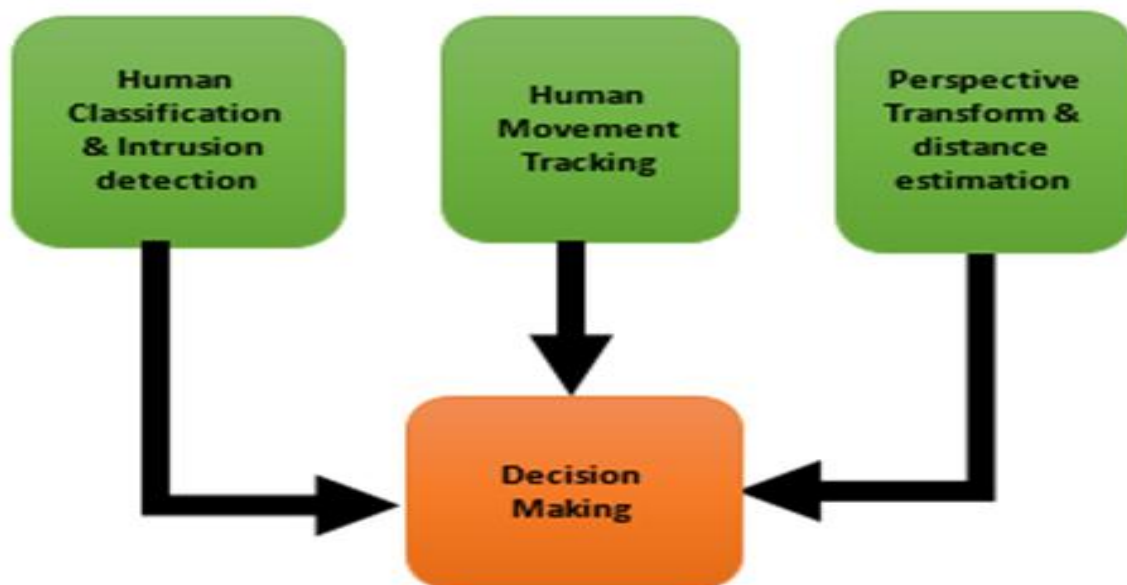 Human
Classification
& Intrusion
detection
Human
Movement
Tracking
Perspective
Transform &
distance
estimation
Decision
Making